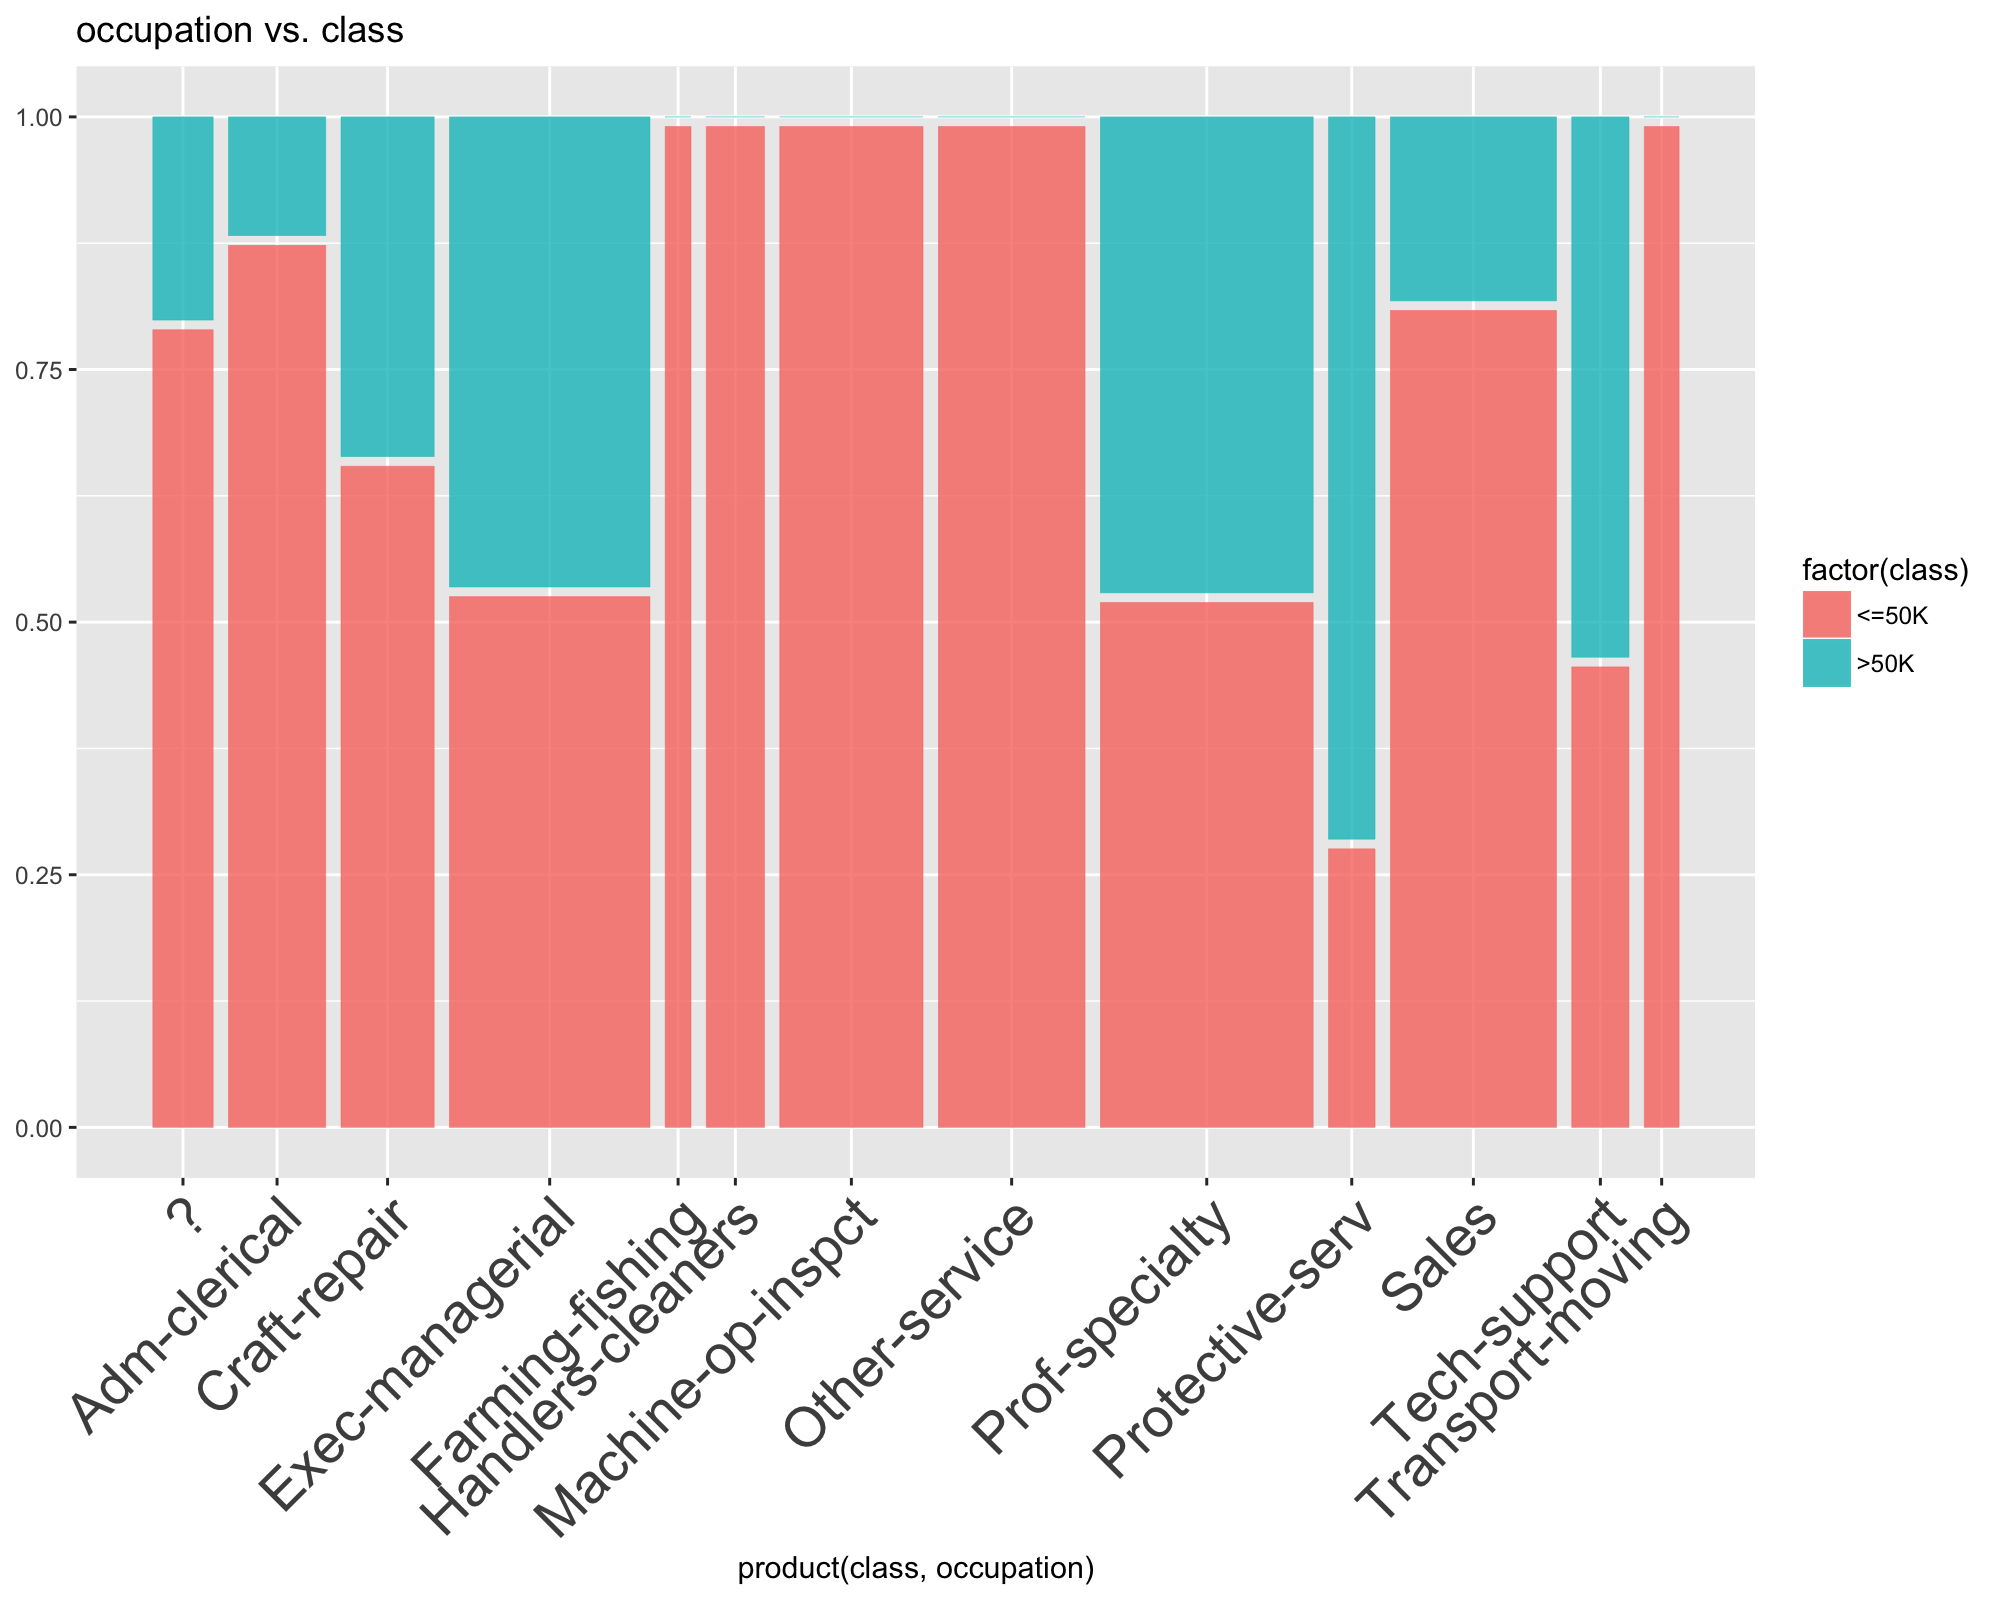 occupation vs. class
1.00
0.75
0.50
0.25
0.00
?
Adm-clerical
Craft-repair
Exec-managerial
Farming-fishing
Handlers-cleaners
Machine-op-inspct
Other-service
Prof-specialty
Protective-serv
Sales
Tech-support
Transport-moving
product(class, occupation)
factor(class)
<=50K
>50K